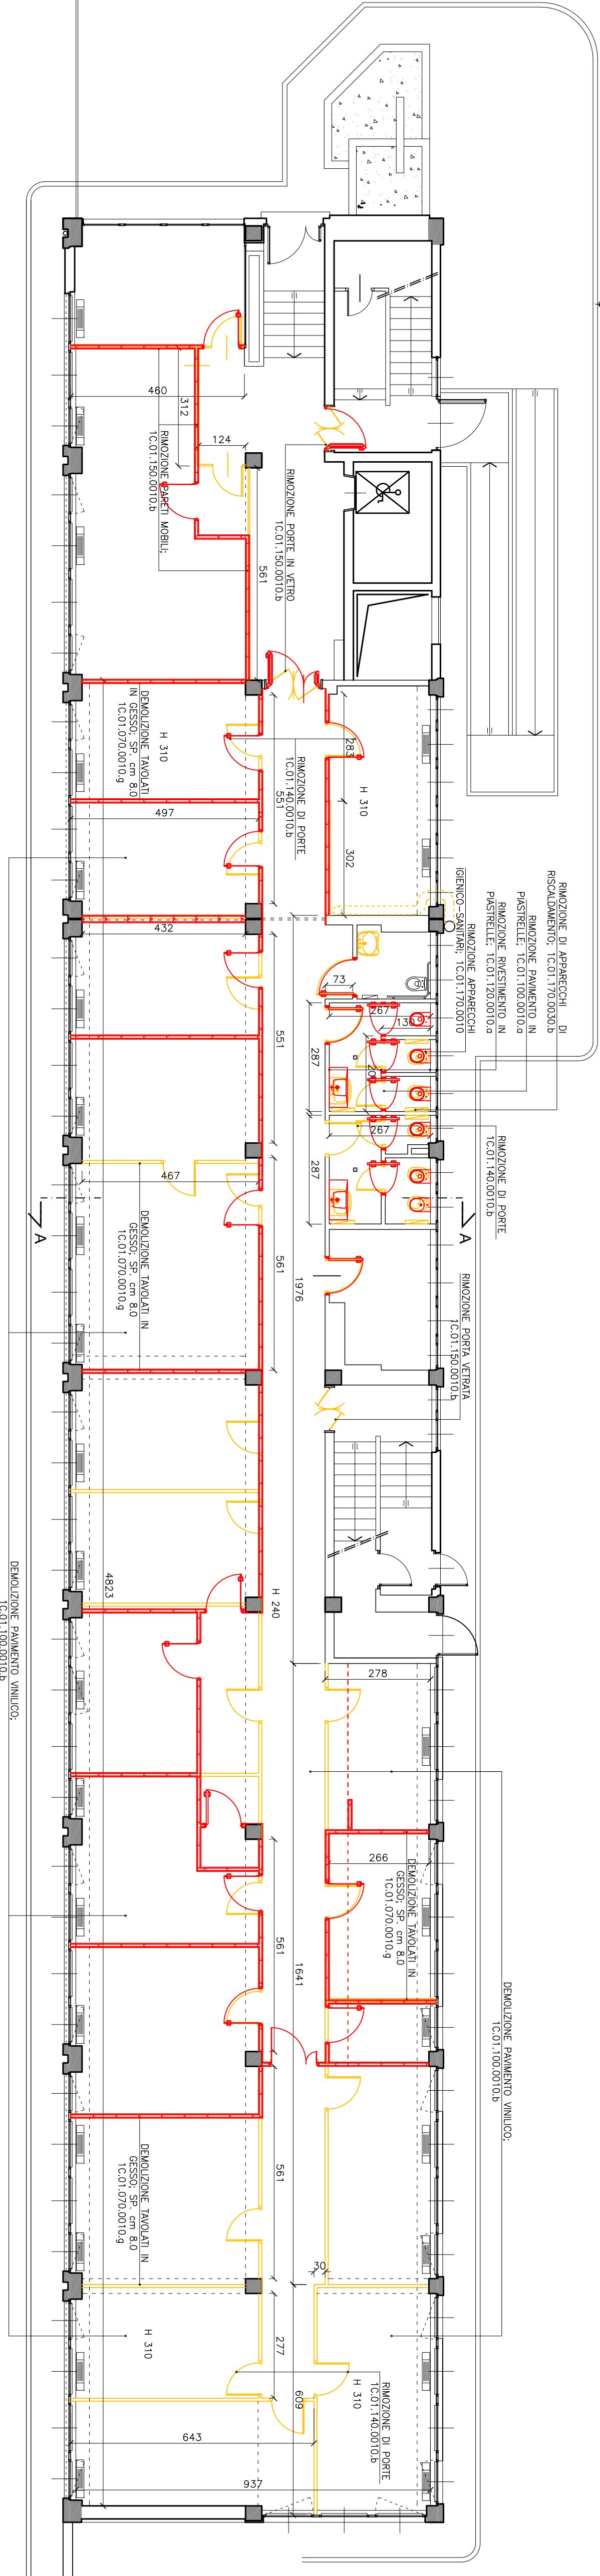 460
312
124
561
RIMOZIONE PARETI MOBILI;
1C.01.150.0010.b
RIMOZIONE PORTE IN VETRO
1C.01.150.0010.b
DEMOLIZIONE TAVOLATI
IN GESSO; SP. cm 8.0
1C.01.070.0010.g
H 310
497
551
RIMOZIONE DI PORTE
1C.01.140.0010.b
283
H 310
302
432
551
73
267
130
287
20
267
287
RIMOZIONE DI APPARECCHI DI
RISCALDAMENTO; 1C.01.170.0030.b
RIMOZIONE PAVIMENTO IN
PIASTRELLE; 1C.01.100.0010.a
RIMOZIONE RIVESTIMENTO IN
PIASTRELLE; 1C.01.120.0010.a
RIMOZIONE APPARECCHI
IGIENICO-SANITARI; 1C.01.170.0010
RIMOZIONE DI PORTE
1C.01.140.0010.b
467
561
1976
A
A
DEMOLIZIONE TAVOLATI IN
GESSO; SP. cm 8.0
1C.01.070.0010.g
RIMOZIONE PORTA VETRATA
1C.01.150.0010.b
4823
H 240
DEMOLIZIONE PAVIMENTO VINILICO;
1C.01.100.0010.b
278
266
DEMOLIZIONE TAVOLATI IN
GESSO; SP. cm 8.0
1C.01.070.0010.g
561
1641
DEMOLIZIONE PAVIMENTO VINILICO;
1C.01.100.0010.b
561
DEMOLIZIONE TAVOLATI IN
GESSO; SP. cm 8.0
1C.01.070.0010.g
30
277
H 310
609
H 310
RIMOZIONE DI PORTE
1C.01.140.0010.b
643
937